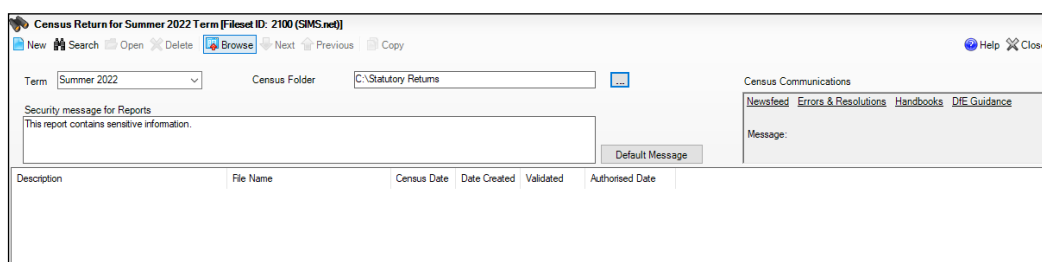 Census Return for Summer 2022 Term [Fileset ID: 2100 (SIMS.net)]
New Search Open Delete Browse Next Previous Copy Help Close
Term Summer 2022 Census Folder C:\Statutory Returns ... Census Communications
Newsfeed Errors & Resolutions Handbooks DfE Guidance
Security message for Reports
This report contains sensitive information.
Message:
Default Message
Description File Name Census Date Date Created Validated Authorised Date